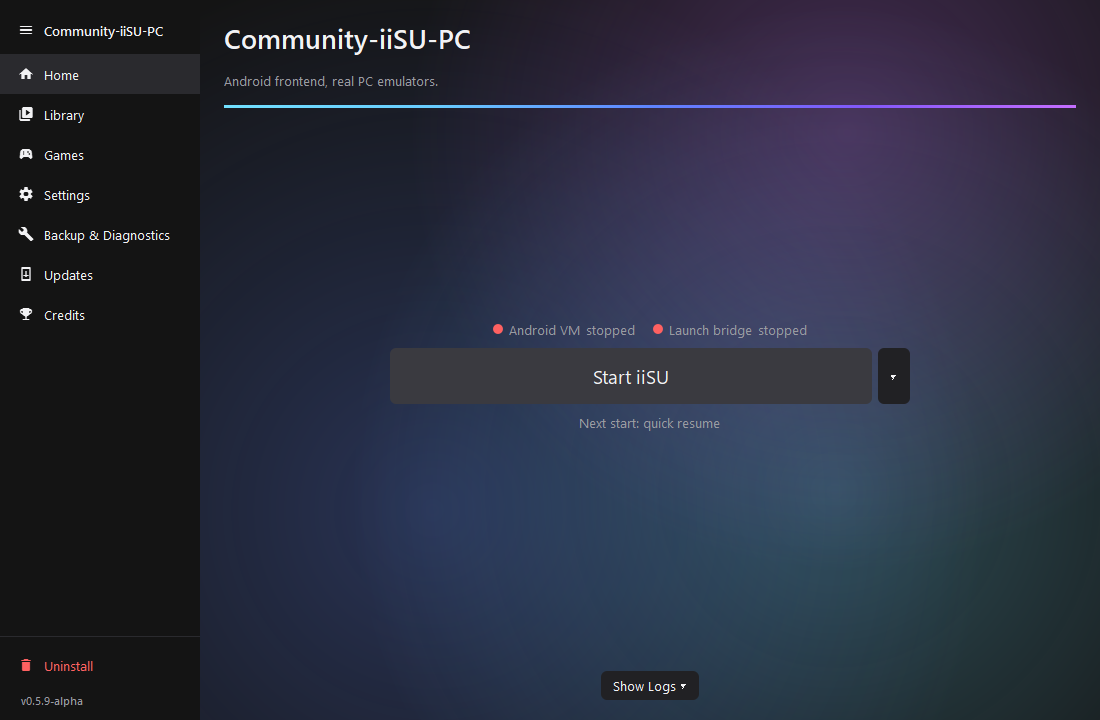 Community-iiSU-PC
Home
Library
Games
Settings
Backup & Diagnostics
Updates
Credits
Uninstall
v0.5.9-alpha
Community-iiSU-PC
Android frontend, real PC emulators.
Android VM stopped Launch bridge stopped
Start iiSU
Next start: quick resume
Show Logs